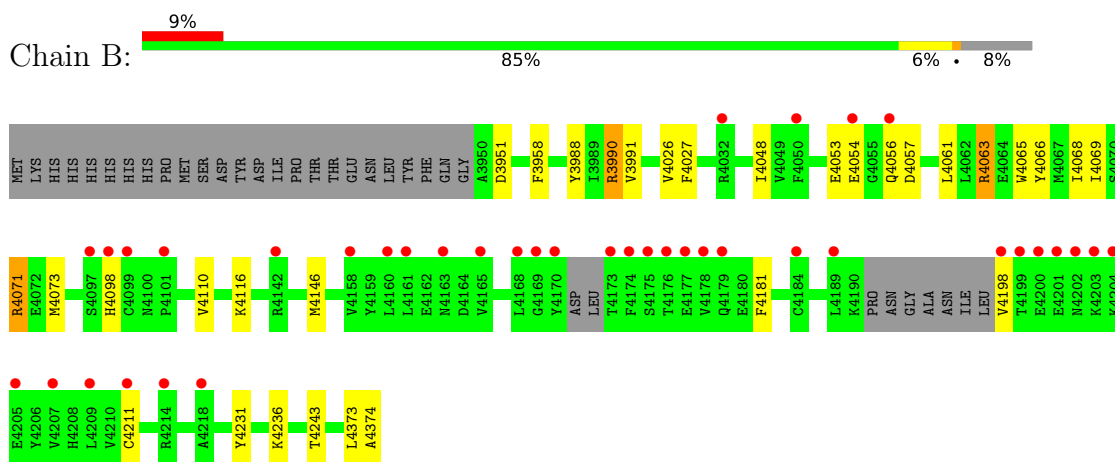 9%
Chain B:
85% 6% • 8%
MET LYS HIS HIS HIS HIS HIS HIS PRO MET SER ASP TYR ASP ILE PRO THR THR GLU ASN LEU TYR PHE GLN GLY A3950 D3951 F3958 Y3988 I3989 R3990 V3991 V4026 F4027 R4032 I4048 V4049 F4050 E4053 E4054 G4055 Q4056 D4057 L4061 L4062 R4063 E4064 W4065 Y4066 M4067 I4068 I4069 S4070
R4071 E4072 M4073 S4097 H4098 C4099 N4100 P4101 V4110 K4116 R4142 M4146 V4158 Y4159 L4160 L4161 E4162 N4163 D4164 V4165 L4168 G4169 Y4170 ASP LEU T4173 F4174 S4175 T4176 E4177 V4178 Q4179 E4180 F4181 C4184 L4189 K4190 PRO ASN GLY ALA ASN ILE LEU V4198 T4199 E4200 E4201 N4202 K4203 K4204
E4205 Y4206 V4207 H4208 L4209 V4210 C4211 R4214 A4218 Y4231 K4236 T4243 L4373 A4374